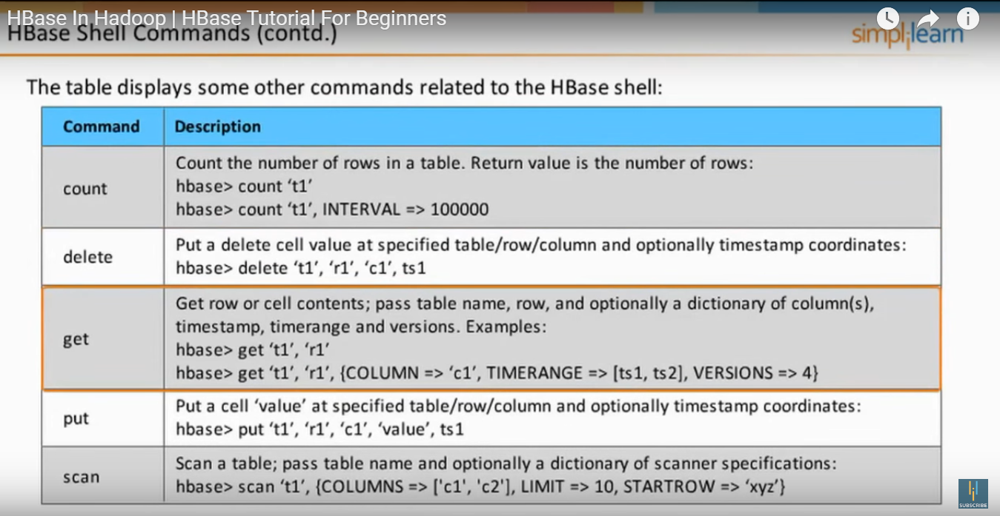 HBase In Hadoop | HBase Tutorial For Beginners
HBase Shell Commands (contd.)
simplilearn
The table displays some other commands related to the HBase shell:
Command Description
count
Count the number of rows in a table. Return value is the number of rows:
hbase> count ‘t1’
hbase> count ‘t1’, INTERVAL => 100000
delete
Put a delete cell value at specified table/row/column and optionally timestamp coordinates:
hbase> delete ‘t1’, ‘r1’, ‘c1’, ts1
get
Get row or cell contents; pass table name, row, and optionally a dictionary of column(s),
timestamp, timerange and versions. Examples:
hbase> get ‘t1’, ‘r1’
hbase> get ‘t1’, ‘r1’, {COLUMN => ‘c1’, TIMERANGE => [ts1, ts2], VERSIONS => 4}
put
Put a cell ‘value’ at specified table/row/column and optionally timestamp coordinates:
hbase> put ‘t1’, ‘r1’, ‘c1’, ‘value’, ts1
scan
Scan a table; pass table name and optionally a dictionary of scanner specifications:
hbase> scan ‘t1’, {COLUMNS => ['c1', 'c2'], LIMIT => 10, STARTROW => ‘xyz’}
SUBSCRIBE